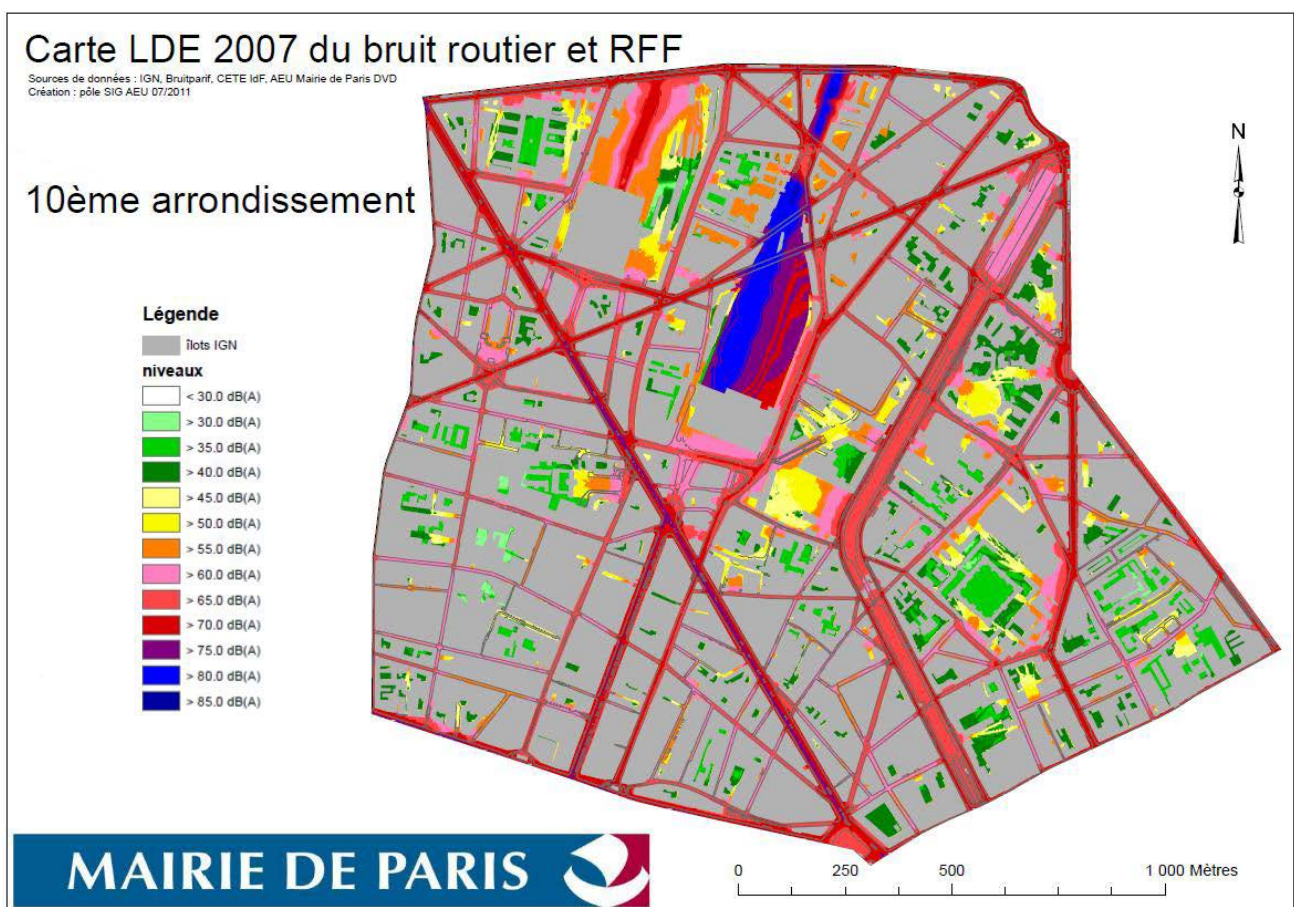 Carte LDE 2007 du bruit routier et RFF
Sources de données : IGN, Bruitparif, CETE IdF, AEU Mairie de Paris DVD
Création : pôle SIG AEU 07/2011
N
10ème arrondissement
Légende
îlots IGN
niveaux
< 30.0 dB(A)
> 30.0 dB(A)
> 35.0 dB(A)
> 40.0 dB(A)
> 45.0 dB(A)
> 50.0 dB(A)
> 55.0 dB(A)
> 60.0 dB(A)
> 65.0 dB(A)
> 70.0 dB(A)
> 75.0 dB(A)
> 80.0 dB(A)
> 85.0 dB(A)
MAIRIE DE PARIS
0 250 500 1 000 Mètres